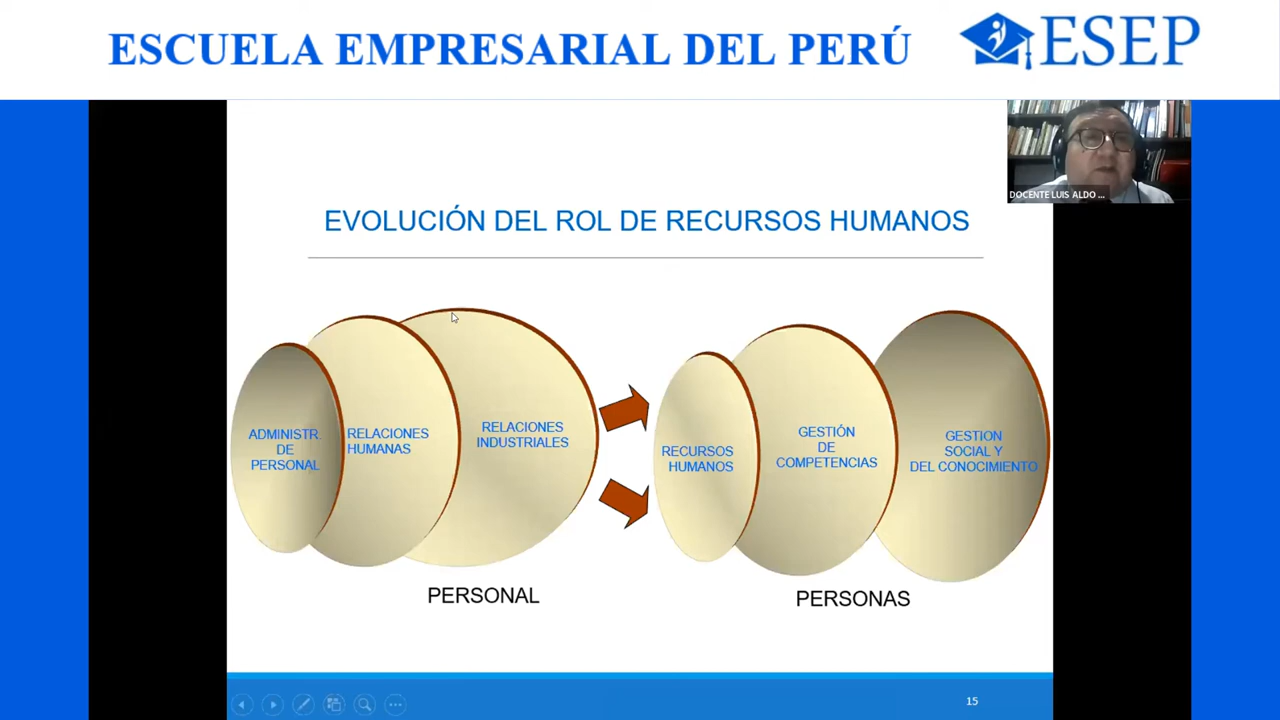 ESCUELA EMPRESARIAL DEL PERÚ
ESEP
DOCENTE LUIS ALDO ...
EVOLUCIÓN DEL ROL DE RECURSOS HUMANOS
ADMINISTR.
DE
PERSONAL
RELACIONES
HUMANAS
RELACIONES
INDUSTRIALES
RECURSOS
HUMANOS
GESTIÓN
DE
COMPETENCIAS
GESTION
SOCIAL Y
DEL CONOCIMIENTO
PERSONAL
PERSONAS
15